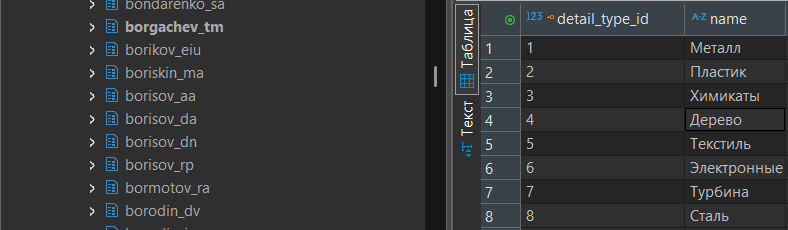 bondarenko_sa
borgachev_tm
borikov_eiu
boriskin_ma
borisov_aa
borisov_da
borisov_dn
borisov_rp
bormotov_ra
borodin_dv
Таблица
Текст
123 detail_type_id A-Z name
1 1 Металл
2 2 Пластик
3 3 Химикаты
4 4 Дерево
5 5 Текстиль
6 6 Электронные
7 7 Турбина
8 8 Сталь